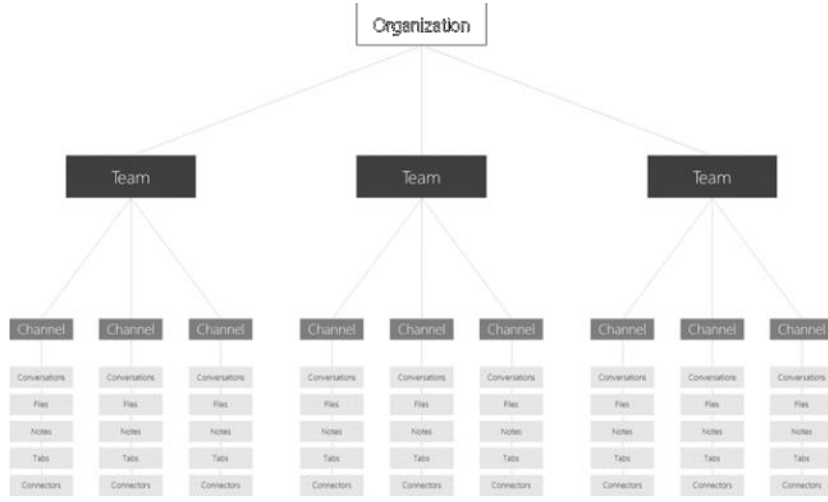 Organization
Team Team Team
Channel Channel Channel Channel Channel Channel Channel Channel Channel
Conversations Conversations Conversations Conversations Conversations Conversations Conversations Conversations Conversations
Files Files Files Files Files Files Files Files Files
Notes Notes Notes Notes Notes Notes Notes Notes Notes
Tabs Tabs Tabs Tabs Tabs Tabs Tabs Tabs Tabs
Connectors Connectors Connectors Connectors Connectors Connectors Connectors Connectors Connectors